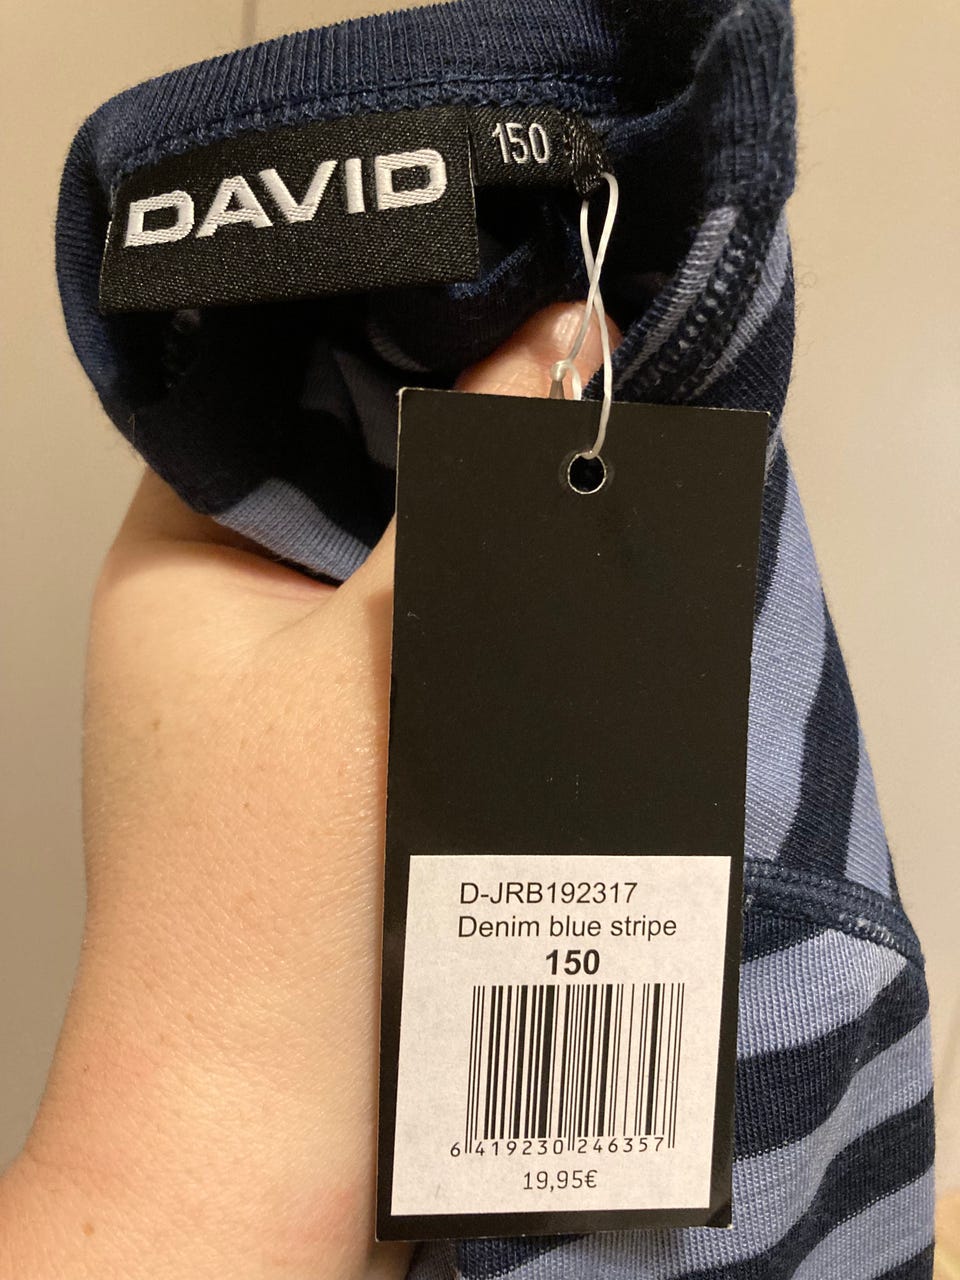 DAVID
150
D-JRB192317
Denim blue stripe
150
6 419230 246357
19,95€